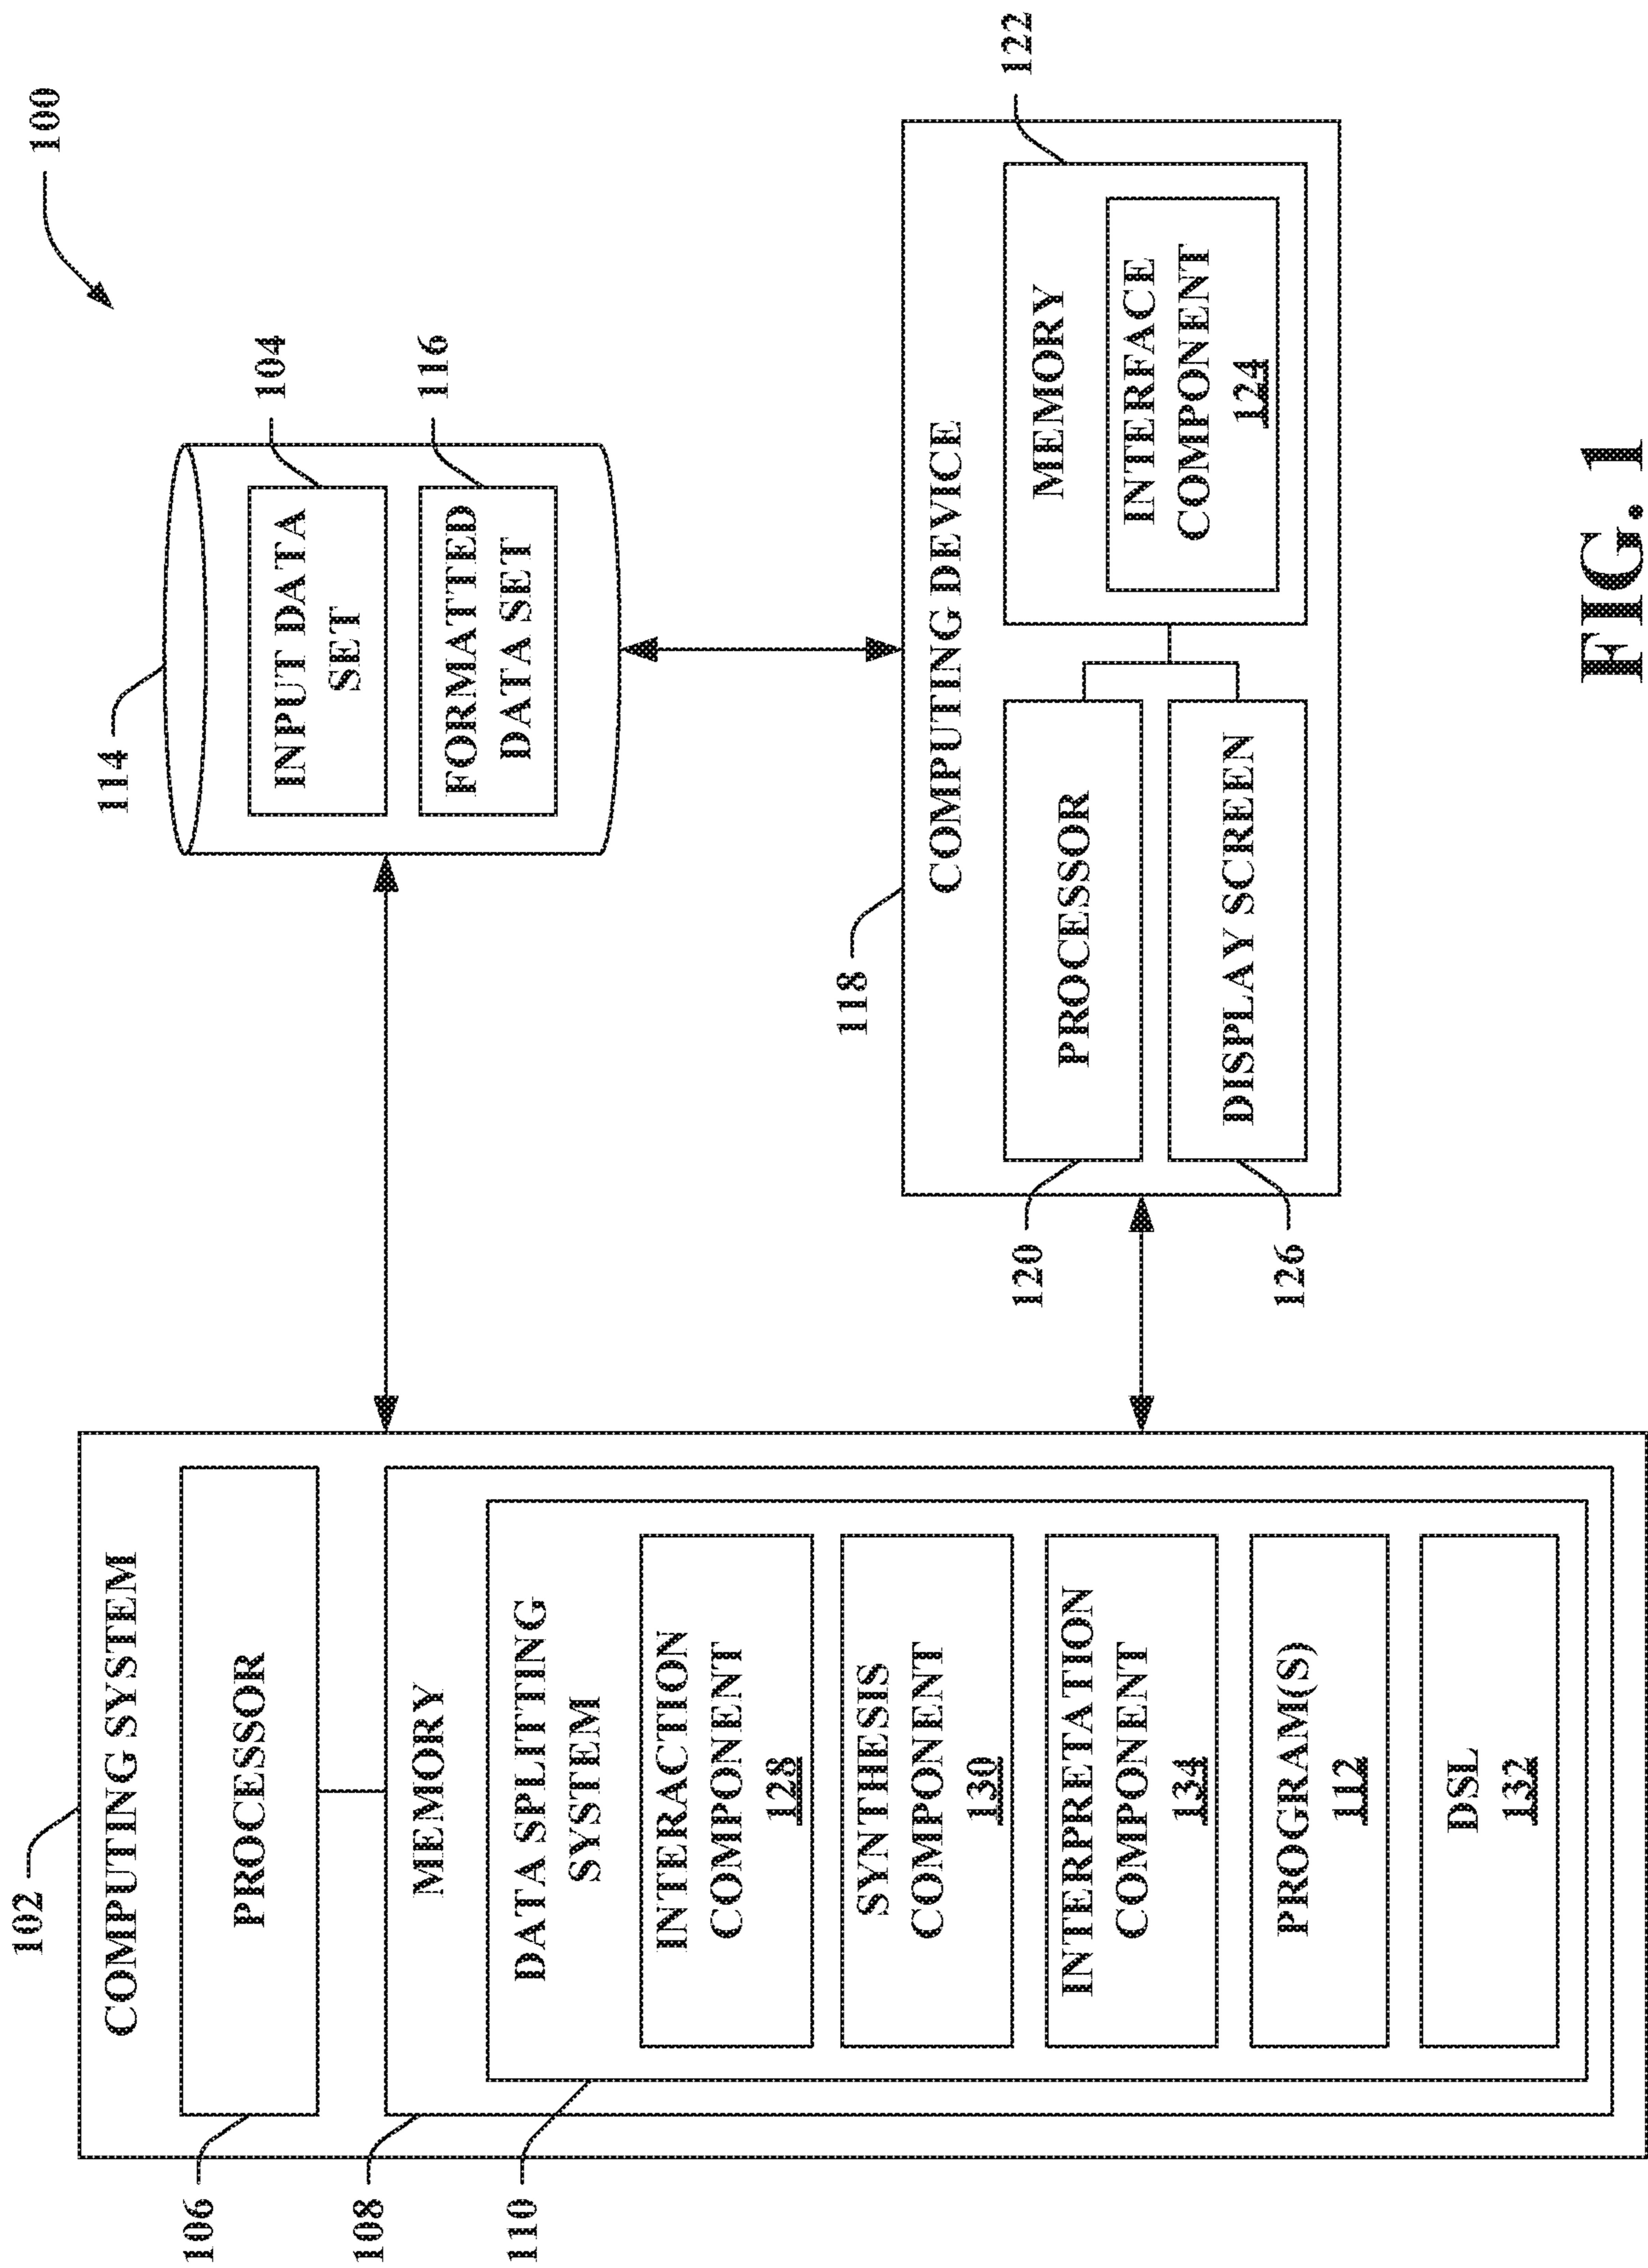 100
102
COMPUTING SYSTEM
106
PROCESSOR
108
MEMORY
110
DATA SPLITTING
SYSTEM
INTERACTION
COMPONENT
128
SYNTHESIS
COMPONENT
130
INTERPRETATION
COMPONENT
134
PROGRAM(S)
112
DSL
132
114
INPUT DATA
SET
104
FORMATTED
DATA SET
116
118
COMPUTING DEVICE
120
PROCESSOR
126
DISPLAY SCREEN
MEMORY
122
INTERFACE
COMPONENT
124
FIG. 1